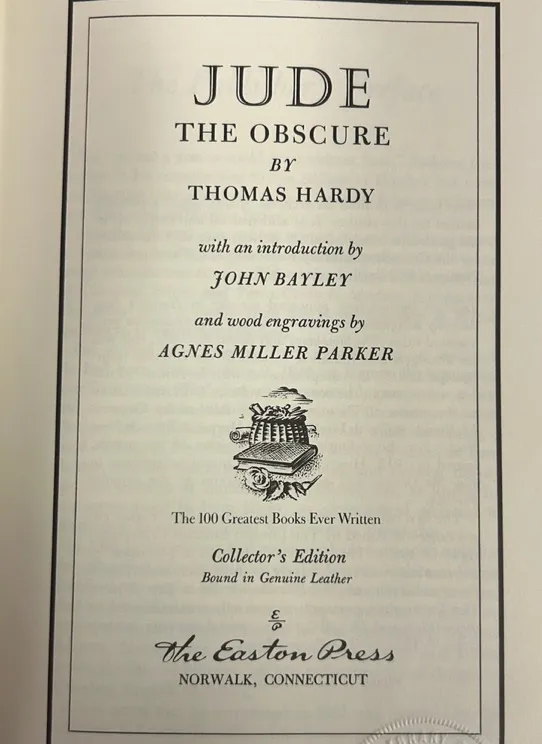 JUDE
THE OBSCURE
BY
THOMAS HARDY
with an introduction by
JOHN BAYLEY
and wood engravings by
AGNES MILLER PARKER
The 100 Greatest Books Ever Written
Collector's Edition
Bound in Genuine Leather
E/P
The Easton Press
NORWALK, CONNECTICUT
LIBRARY